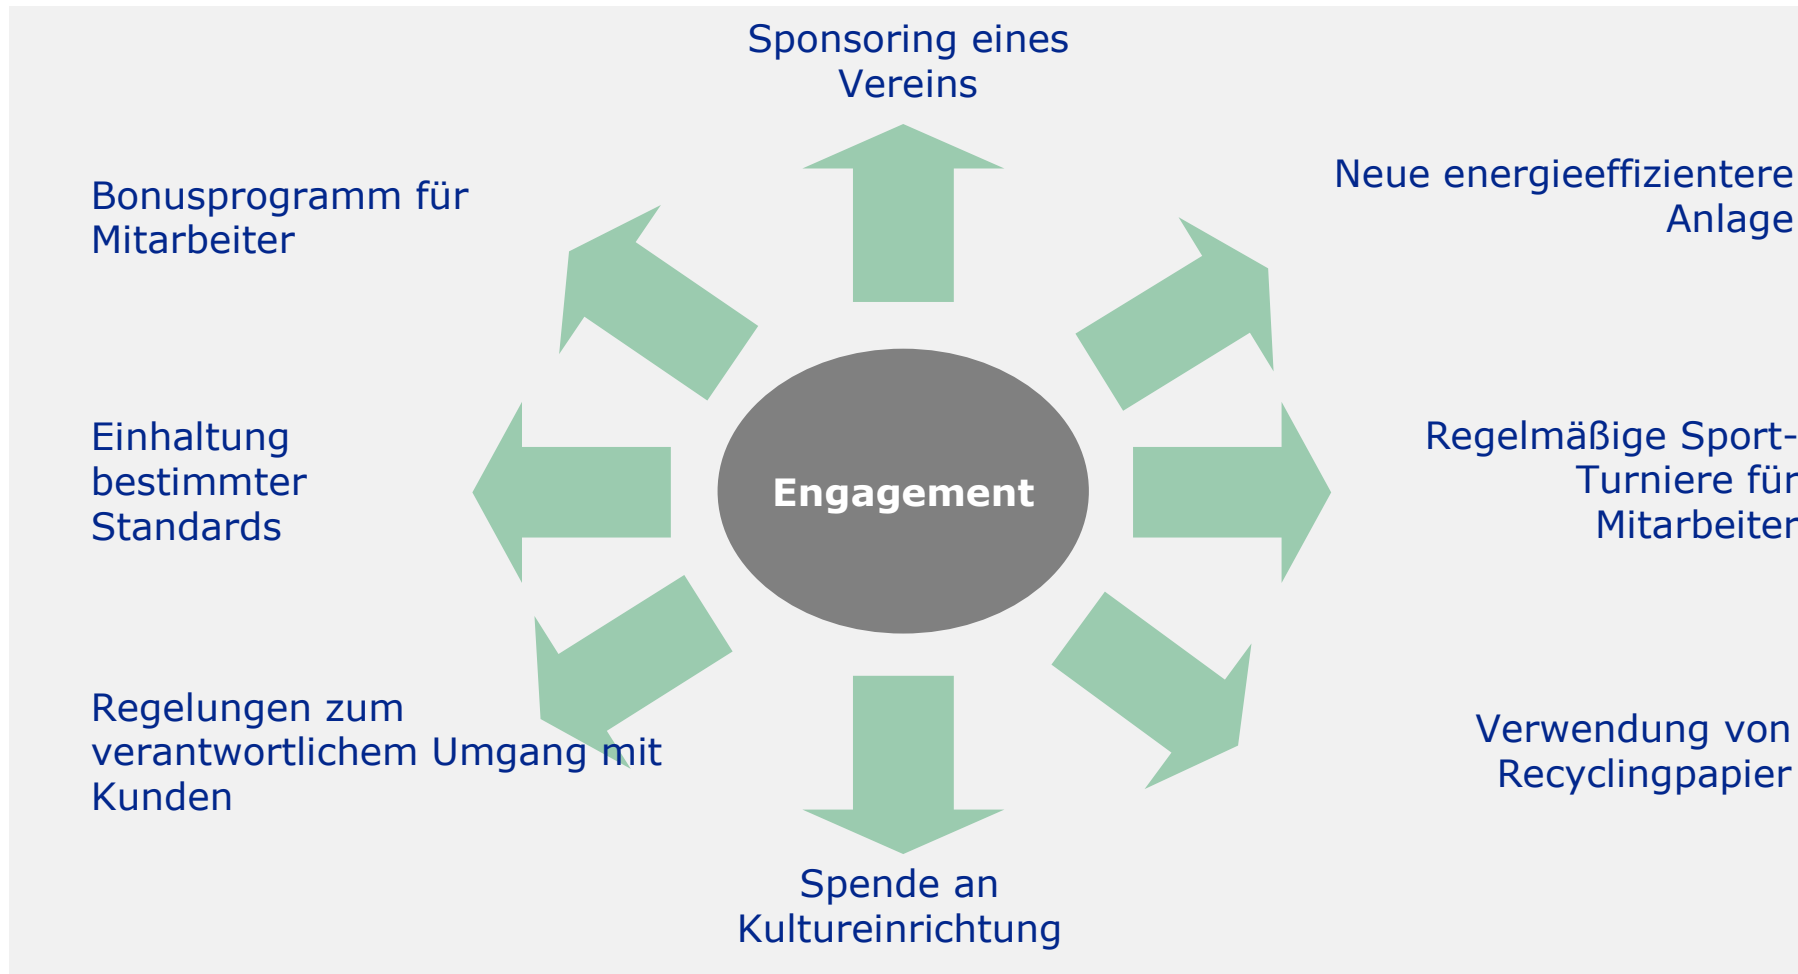 Sponsoring eines
Vereins
Bonusprogramm für
Mitarbeiter
Neue energieeffizientere
Anlage
Einhaltung
bestimmter
Standards
Engagement
Regelmäßige Sport-
Turniere für
Mitarbeiter
Regelungen zum
verantwortlichem Umgang mit
Kunden
Verwendung von
Recyclingpapier
Spende an
Kultureinrichtung